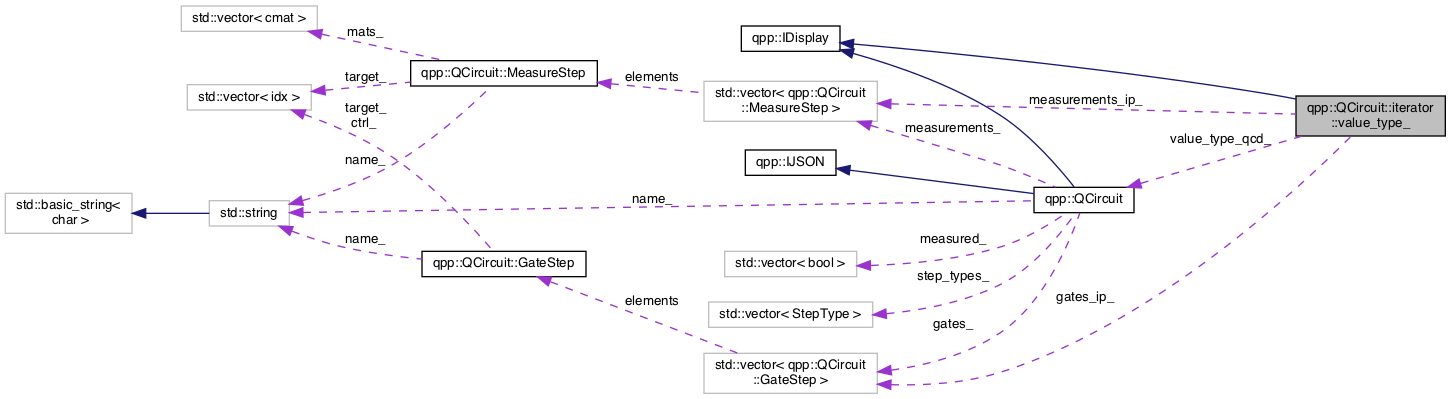 std::vector< cmat >
mats_
qpp::IDisplay
qpp::QCircuit::MeasureStep
target_
elements
std::vector< qpp::QCircuit
::MeasureStep >
measurements_ip_
qpp::QCircuit::iterator
::value_type_
std::vector< idx >
target_
ctrl_
measurements_
value_type_qcd_
name_
qpp::IJSON
std::basic_string<
char >
std::string
name_
qpp::QCircuit
name_
qpp::QCircuit::GateStep
measured_
std::vector< bool >
step_types_
elements
std::vector< StepType >
gates_
gates_ip_
std::vector< qpp::QCircuit
::GateStep >